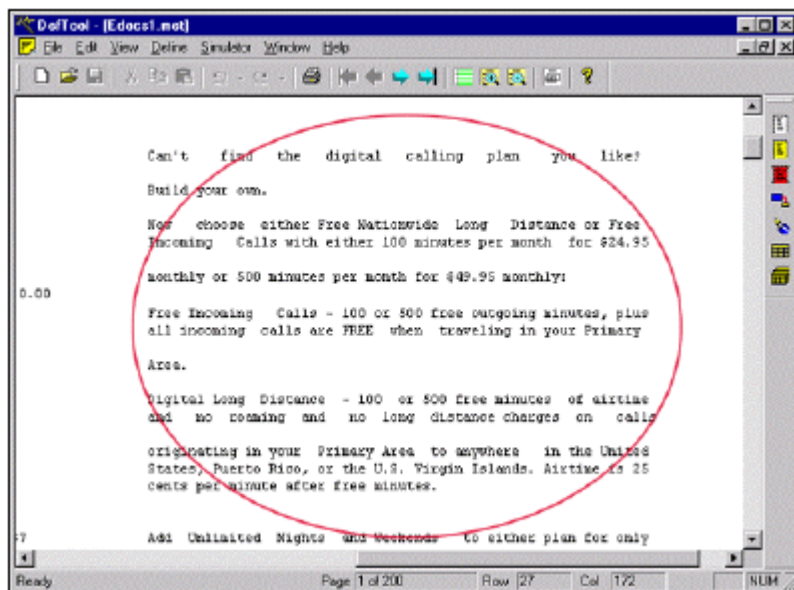 DefTool - [Edocs1.mot]
File Edit View Define Simulator Window Help
Can't find the digital calling plan you like?
Build your own.
Now choose either Free Nationwide Long Distance or Free
Incoming Calls with either 100 minutes per month for $24.95
monthly or 500 minutes per month for $49.95 monthly:
0.00
Free Incoming Calls - 100 or 500 free outgoing minutes, plus
all incoming calls are FREE when traveling in your Primary
Area.
Digital Long Distance - 100 or 500 free minutes of airtime
and no roaming and no long distance charges on calls
originating in your Primary Area to anywhere in the United
States, Puerto Rico, or the U.S. Virgin Islands. Airtime is 25
cents per minute after free minutes.
Add Unlimited Nights and Weekends to either plan for only
Ready Page 1 of 200 Row 27 Col 172 NUM